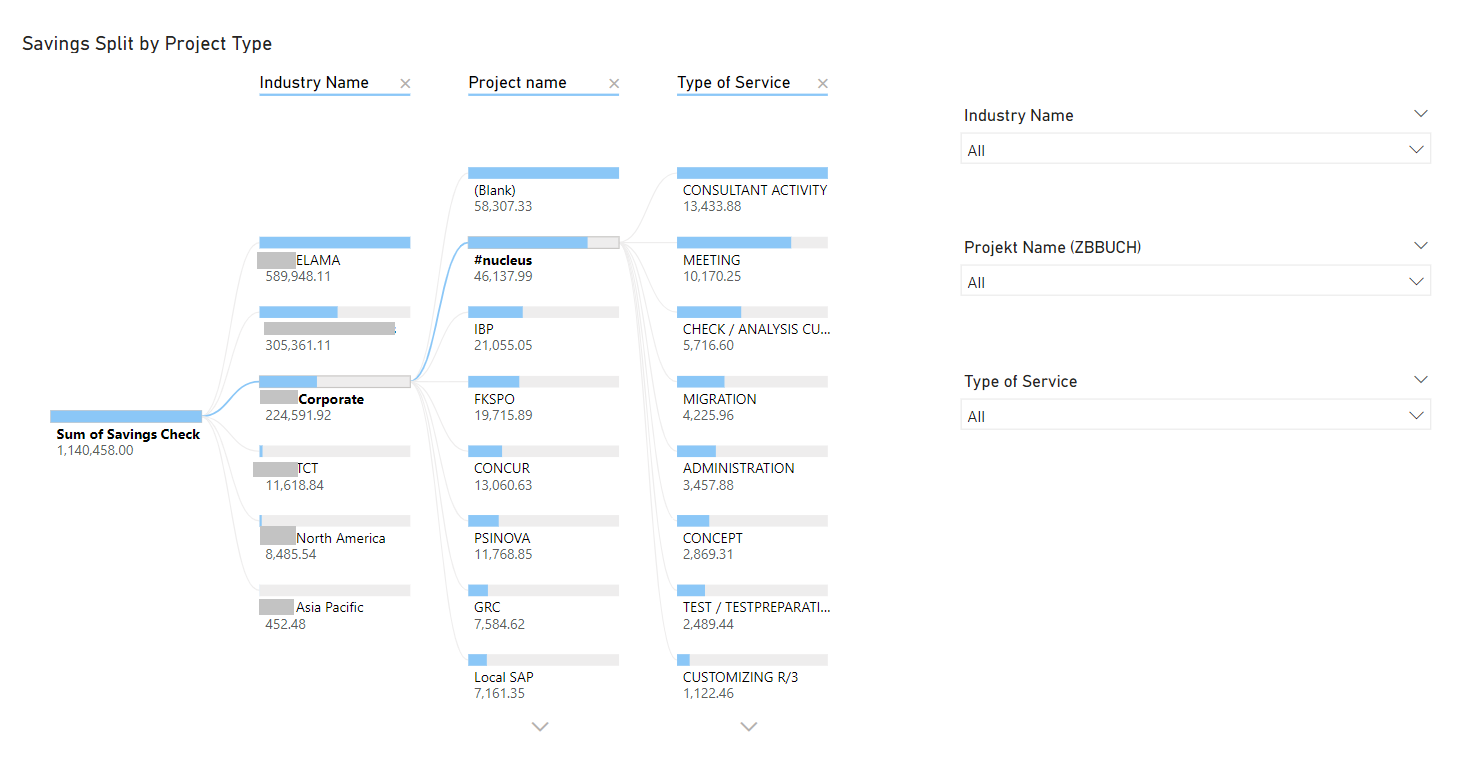 Savings Split by Project Type
Industry Name
Project name
Type of Service
Sum of Savings Check
1,140,458.00
ELAMA
589,948.11
305,361.11
Corporate
224,591.92
TCT
11,618.84
North America
8,485.54
Asia Pacific
452.48
(Blank)
58,307.33
#nucleus
46,137.99
IBP
21,055.05
FKSPO
19,715.89
CONCUR
13,060.63
PSINOVA
11,768.85
GRC
7,584.62
Local SAP
7,161.35
CONSULTANT ACTIVITY
13,433.88
MEETING
10,170.25
CHECK / ANALYSIS CU...
5,716.60
MIGRATION
4,225.96
ADMINISTRATION
3,457.88
CONCEPT
2,869.31
TEST / TESTPREPARATI...
2,489.44
CUSTOMIZING R/3
1,122.46
Industry Name
All
Projekt Name (ZBBUCH)
All
Type of Service
All